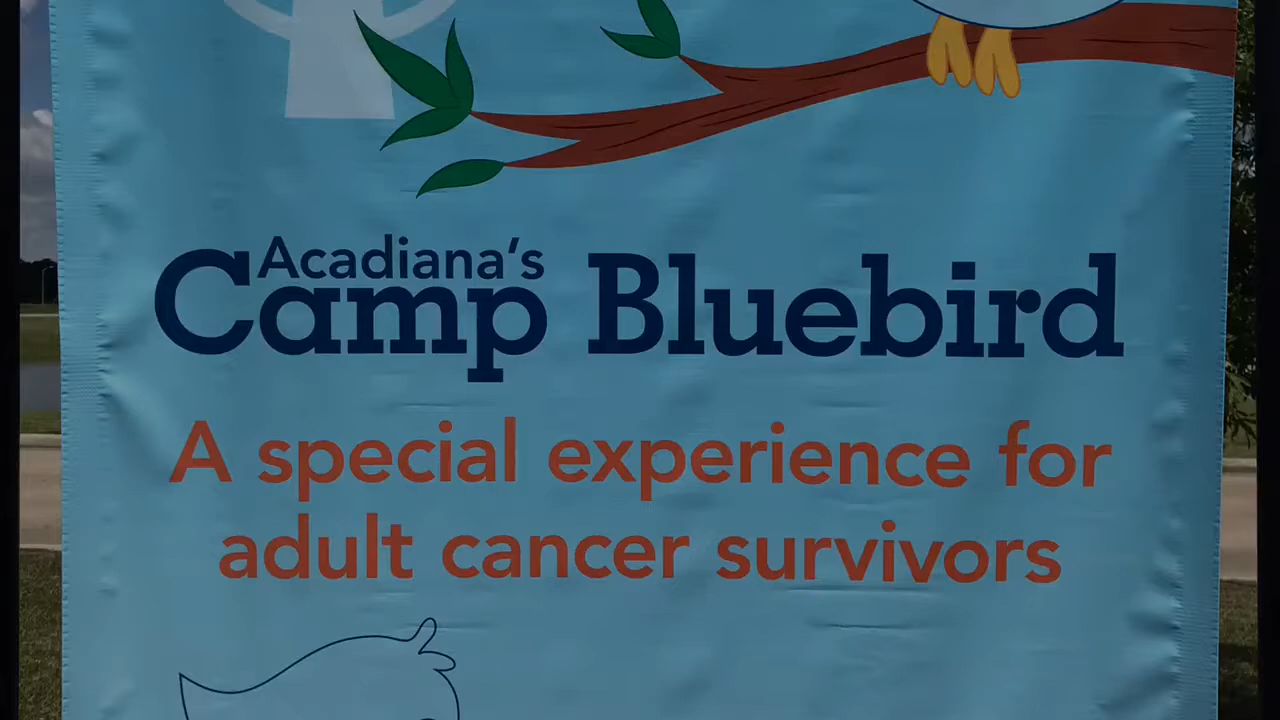 Acadiana's
Camp Bluebird
A special experience for
adult cancer survivors